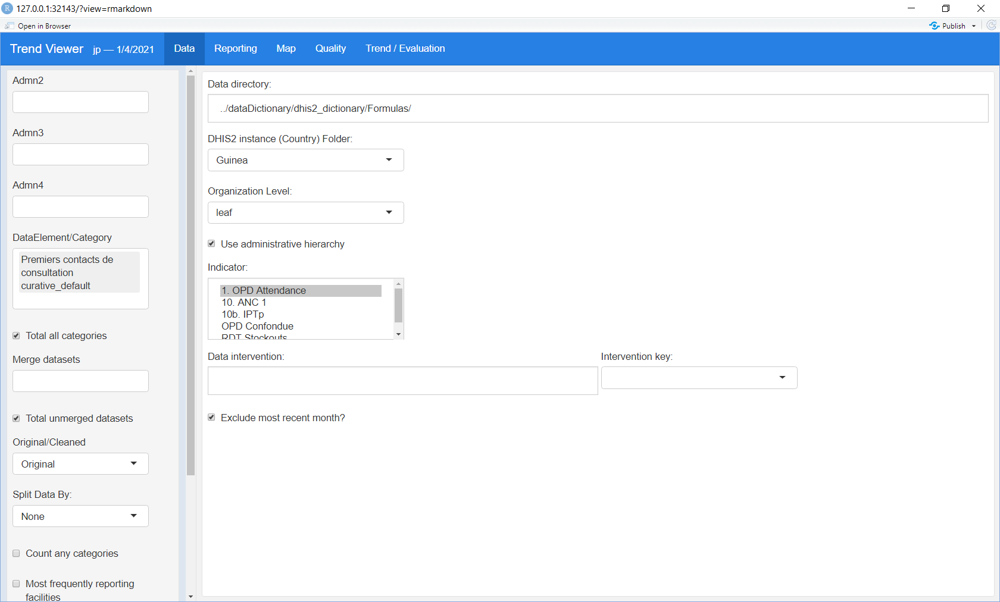 R 127.0.0.1:32143/?view=rmarkdown
Open in Browser
Publish
Trend Viewer jp — 1/4/2021 Data Reporting Map Quality Trend / Evaluation
Admn2
Admn3
Admn4
DataElement/Category
Premiers contacts de
consultation
curative_default
Total all categories
Merge datasets
Total unmerged datasets
Original/Cleaned
Original
Split Data By:
None
Count any categories
Most frequently reporting
facilities
Data directory:
../dataDictionary/dhis2_dictionary/Formulas/
DHIS2 instance (Country) Folder:
Guinea
Organization Level:
leaf
Use administrative hierarchy
Indicator:
1. OPD Attendance
10. ANC 1
10b. IPTp
OPD Confondue
RDT Stockouts
Data intervention:
Intervention key:
Exclude most recent month?